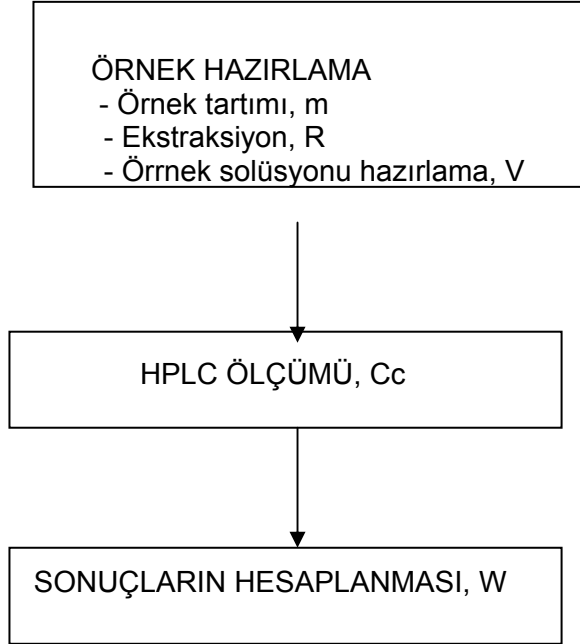 ÖRNEK HAZIRLAMA
- Örnek tartımı, m
- Ekstraksiyon, R
- Örrnek solüsyonu hazırlama, V
HPLC ÖLÇÜMÜ, Cc
SONUÇLARIN HESAPLANMASI, W